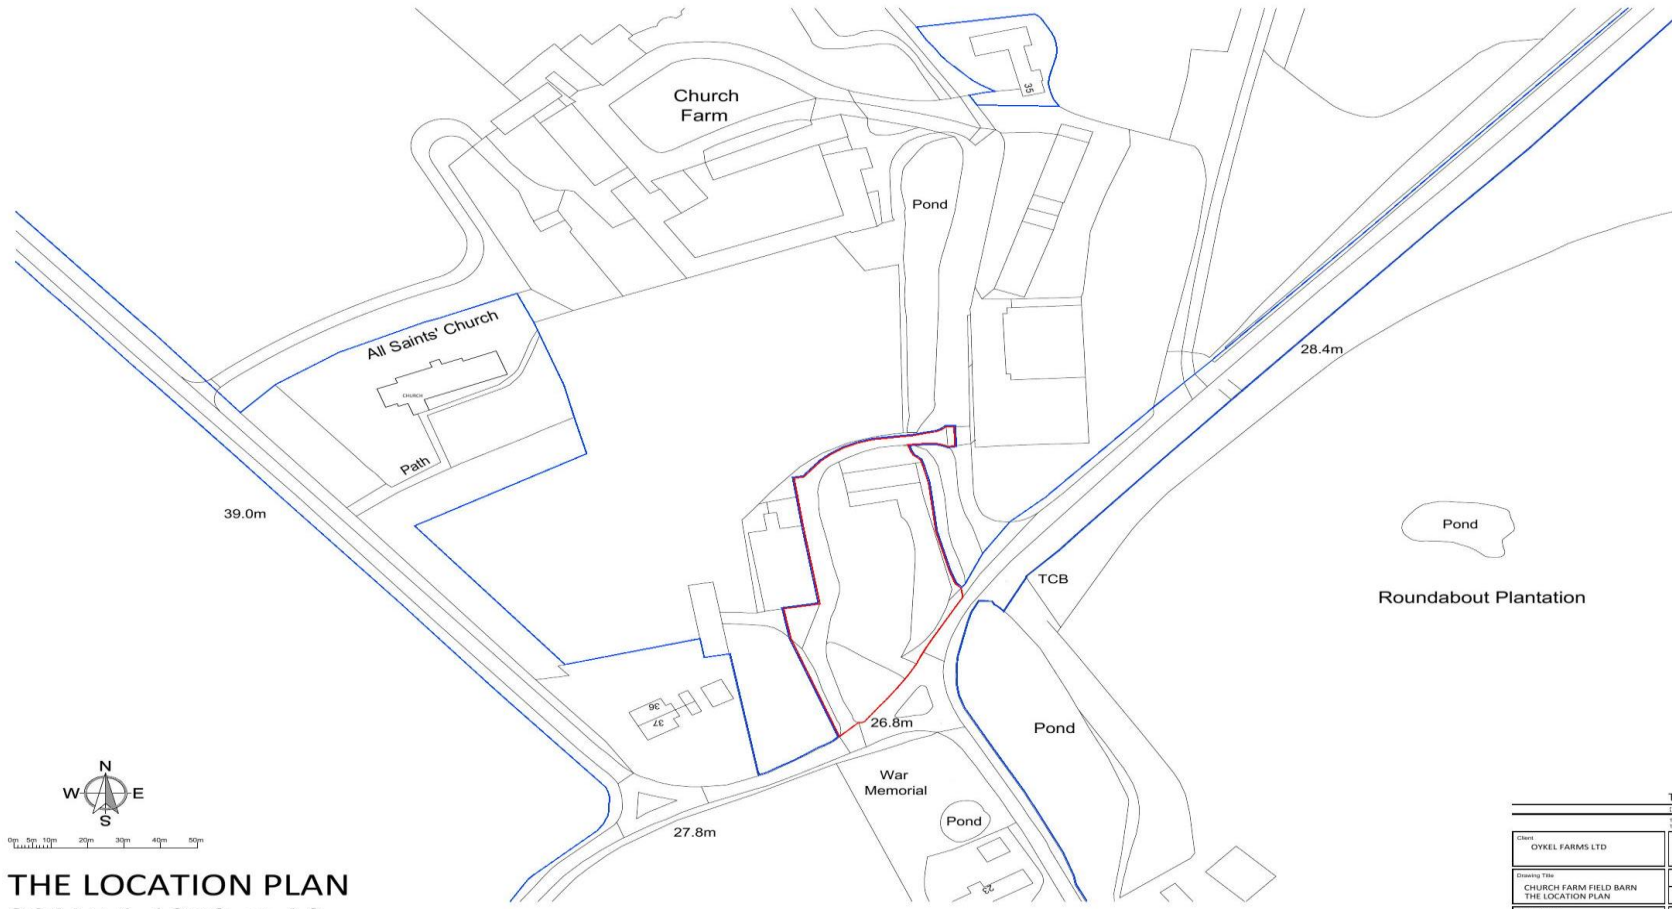 Church
Farm
35
Pond
All Saints' Church
CHURCH
28.4m
Path
39.0m
Pond
TCB
Roundabout Plantation
36
37
26.8m
Pond
War
Memorial
N
W E
S
Pond
27.8m
0m 5m 10m 20m 30m 40m 50m
23
Client
OYKEL FARMS LTD
THE LOCATION PLAN
Drawing Title
CHURCH FARM FIELD BARN
THE LOCATION PLAN